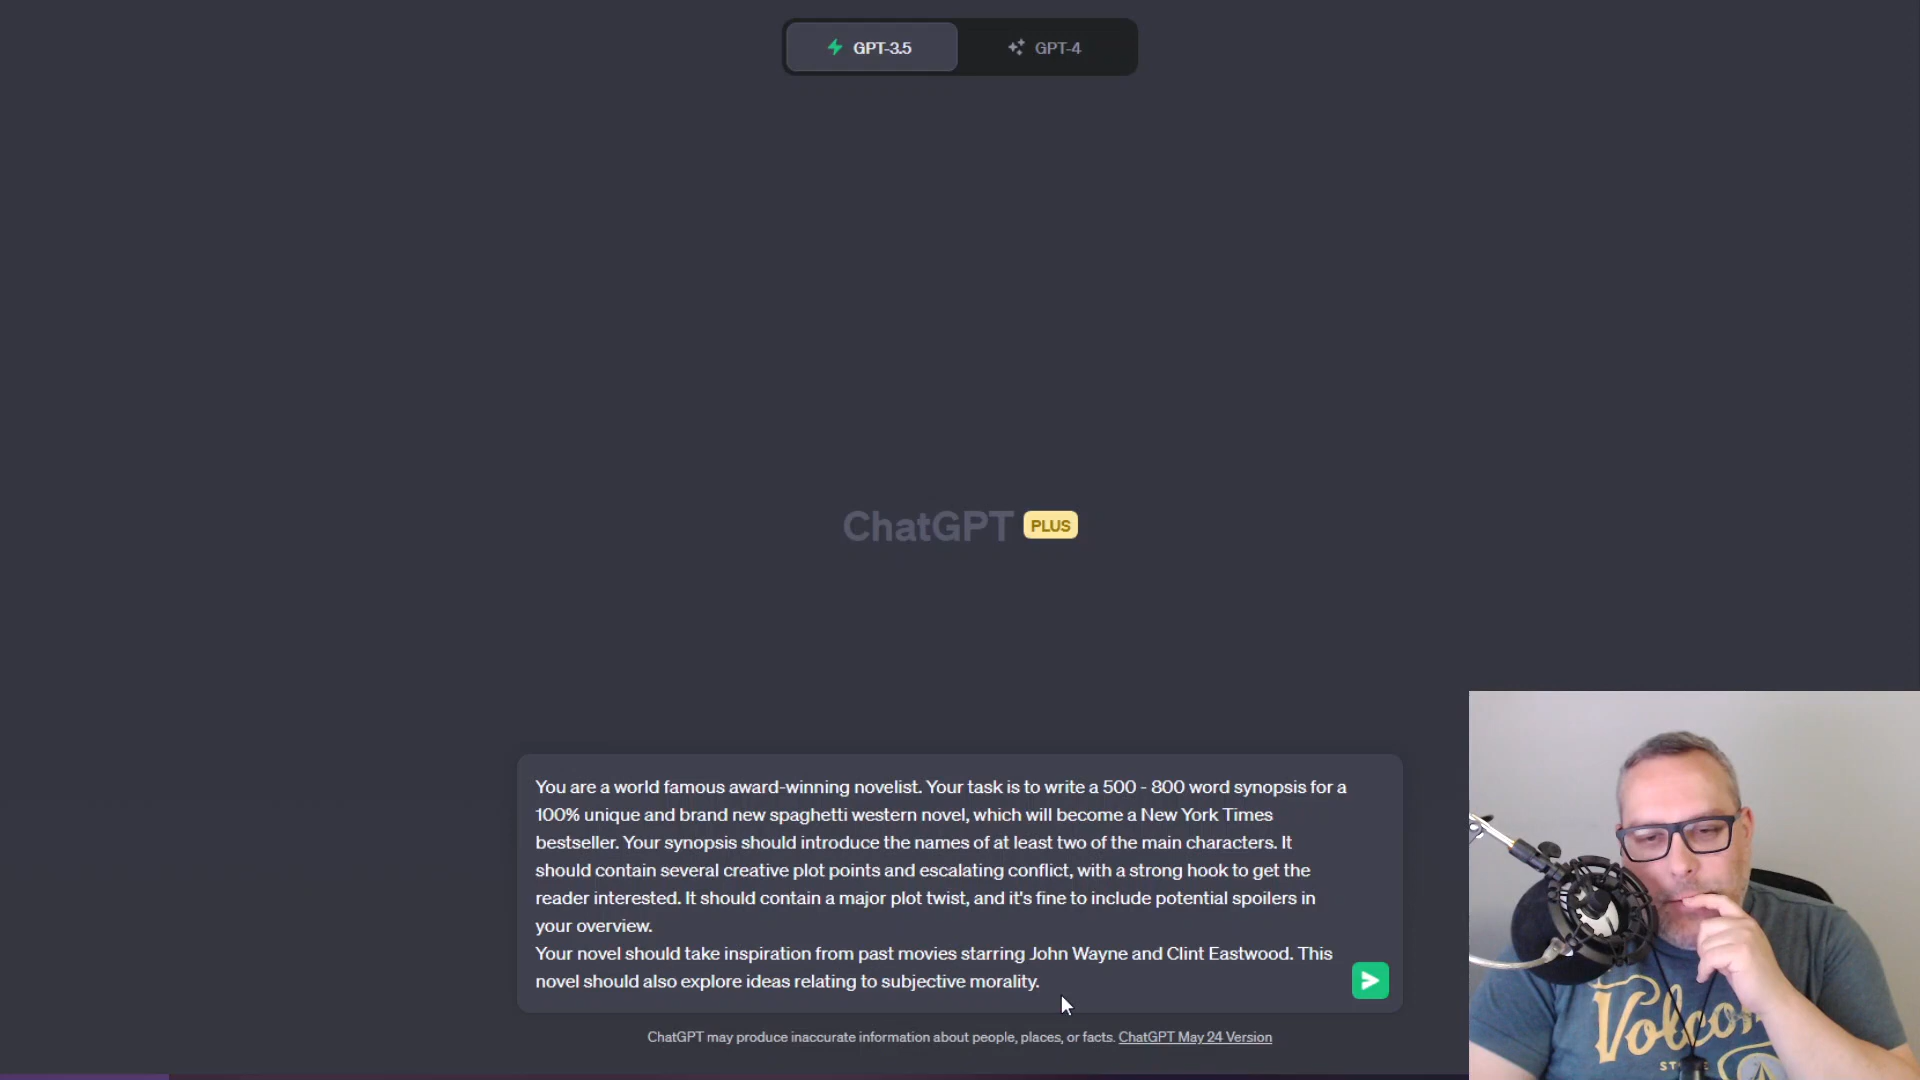 GPT-3.5
GPT-4
ChatGPT PLUS
You are a world famous award-winning novelist. Your task is to write a 500 - 800 word synopsis for a
100% unique and brand new spaghetti western novel, which will become a New York Times
bestseller. Your synopsis should introduce the names of at least two of the main characters. It
should contain several creative plot points and escalating conflict, with a strong hook to get the
reader interested. It should contain a major plot twist, and it's fine to include potential spoilers in
your overview.
Your novel should take inspiration from past movies starring John Wayne and Clint Eastwood. This
novel should also explore ideas relating to subjective morality.
ChatGPT may produce inaccurate information about people, places, or facts. ChatGPT May 24 Version